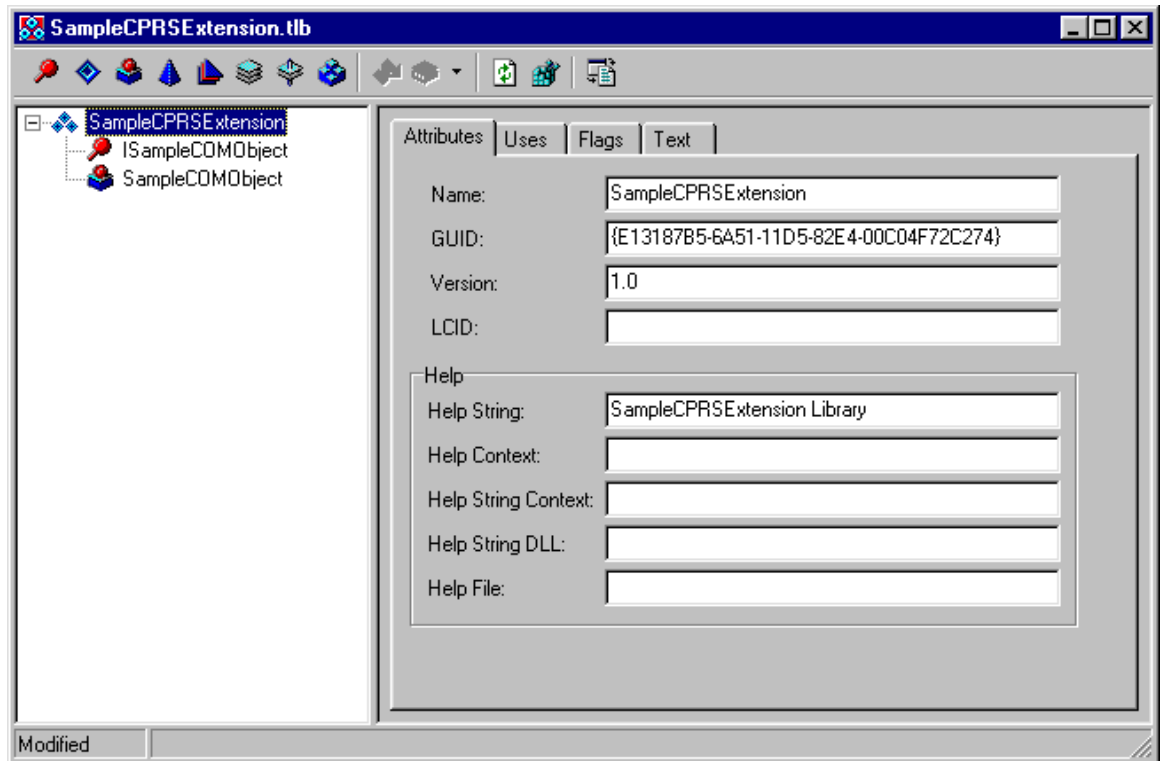 SampleCPRSExtension.tlb
SampleCPRSExtension
ISampleCOMObject
SampleCOMObject
Attributes Uses Flags Text
Name: SampleCPRSExtension
GUID: {E13187B5-6A51-11D5-82E4-00C04F72C274}
Version: 1.0
LCID:
Help
Help String: SampleCPRSExtension Library
Help Context:
Help String Context:
Help String DLL:
Help File:
Modified